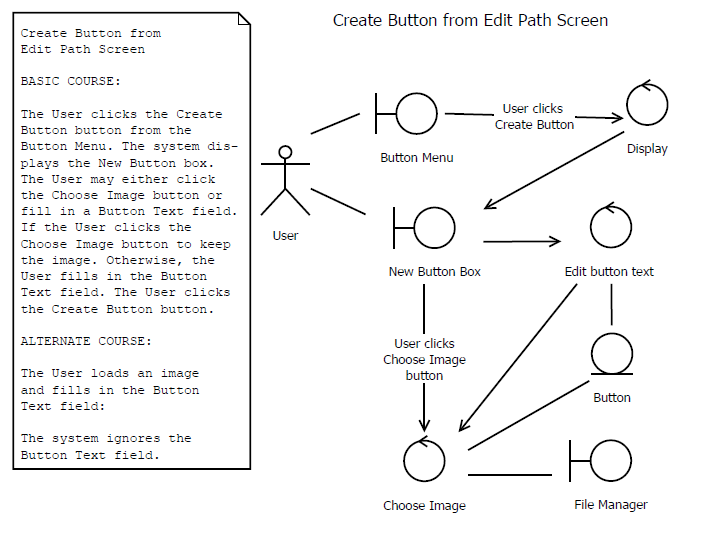 Create Button from
Edit Path Screen
BASIC COURSE:
The User clicks the Create
Button button from the
Button Menu. The system dis-
plays the New Button box.
The User may either click
the Choose Image button or
fill in a Button Text field.
If the User clicks the
Choose Image button to keep
the image. Otherwise, the
User fills in the Button
Text field. The User clicks
the Create Button button.
ALTERNATE COURSE:
The User loads an image
and fills in the Button
Text field:
The system ignores the
Button Text field.
Create Button from Edit Path Screen
User clicks
Create Button
Button Menu
Display
User
New Button Box
Edit button text
User clicks
Choose Image
button
Button
Choose Image
File Manager